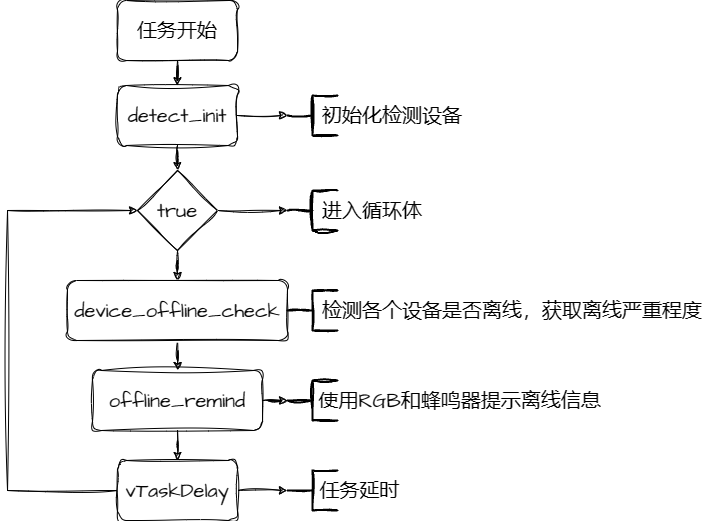 任务开始
detect_init
初始化检测设备
true
进入循环体
device_offline_check
检测各个设备是否离线，获取离线严重程度
offline_remind
使用RGB和蜂鸣器提示离线信息
vTaskDelay
任务延时